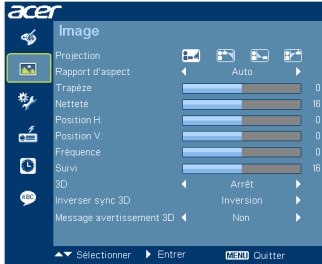 acer
Image
Projection
Rapport d'aspect Auto
Trapèze 0
Netteté 16
Position H. 0
Position V. 0
Fréquence 0
Suivi 16
3D Arrêt
Inverser sync 3D Inversion
Message avertissement 3D Non
ABC
Sélectionner Entrer MENU Quitter